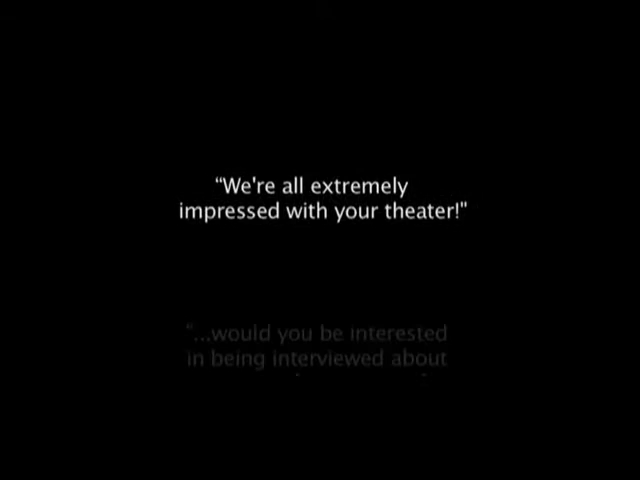 “We're all extremely
impressed with your theater!"
“...would you be interested
in being interviewed about